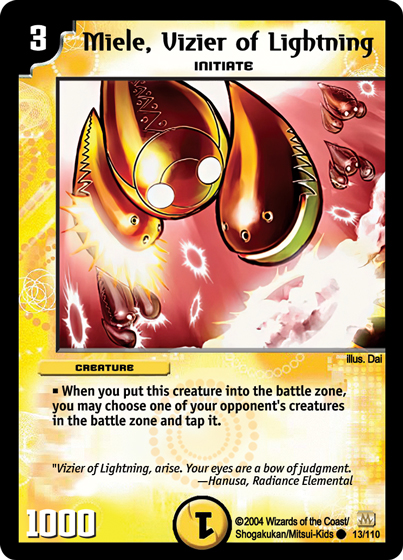 3
Miele, Vizier of Lightning
INITIATE
illus. Dai
CREATURE
▪ When you put this creature into the battle zone,
you may choose one of your opponent's creatures
in the battle zone and tap it.
"Vizier of Lightning, arise. Your eyes are a bow of judgment.
—Hanusa, Radiance Elemental
1000
1
©2004 Wizards of the Coast/
Shogakukan/Mitsui-Kids ● 13/110